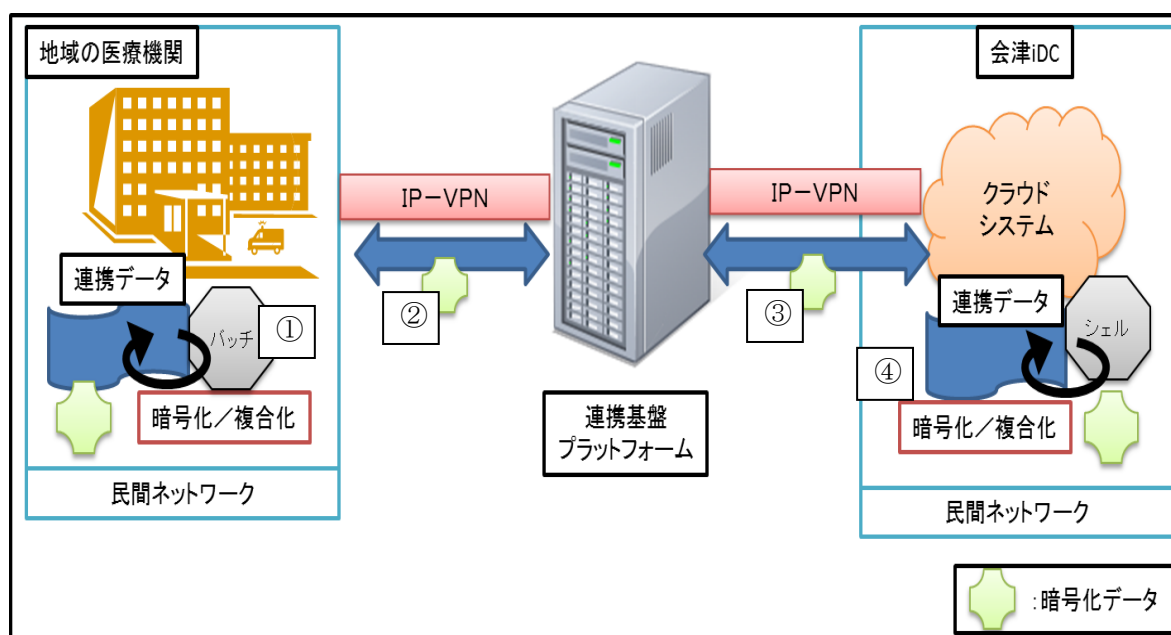 地域の医療機関
会津iDC
IP－VPN
IP－VPN
クラウド
システム
連携データ
バッチ
①
②
③
連携データ
シェル
④
暗号化／複合化
連携基盤
プラットフォーム
暗号化／複合化
民間ネットワーク
民間ネットワーク
：暗号化データ